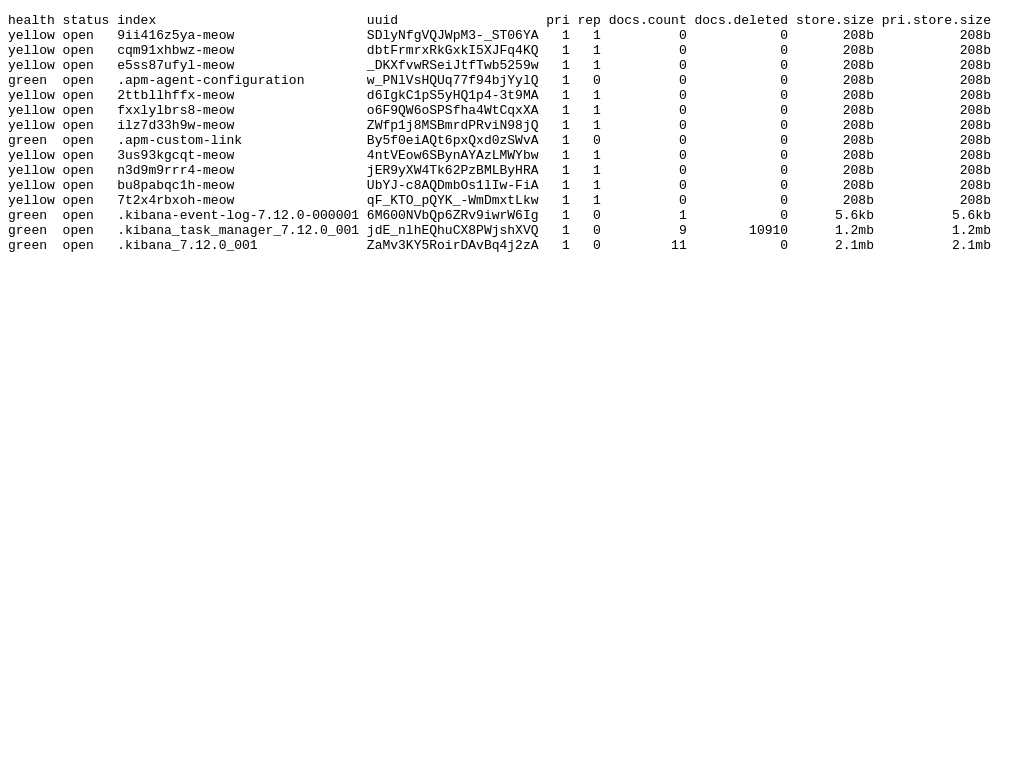 health status index                           uuid                   pri rep docs.count docs.deleted store.size pri.store.size
yellow open   9ii416z5ya-meow                 SDlyNfgVQJWpM3-_ST06YA   1   1          0            0       208b           208b
yellow open   cqm91xhbwz-meow                 dbtFrmrxRkGxkI5XJFq4KQ   1   1          0            0       208b           208b
yellow open   e5ss87ufyl-meow                 _DKXfvwRSeiJtfTwb5259w   1   1          0            0       208b           208b
green  open   .apm-agent-configuration        w_PNlVsHQUq77f94bjYylQ   1   0          0            0       208b           208b
yellow open   2ttbllhffx-meow                 d6IgkC1pS5yHQ1p4-3t9MA   1   1          0            0       208b           208b
yellow open   fxxlylbrs8-meow                 o6F9QW6oSPSfha4WtCqxXA   1   1          0            0       208b           208b
yellow open   ilz7d33h9w-meow                 ZWfp1j8MSBmrdPRviN98jQ   1   1          0            0       208b           208b
green  open   .apm-custom-link                By5f0eiAQt6pxQxd0zSWvA   1   0          0            0       208b           208b
yellow open   3us93kgcqt-meow                 4ntVEow6SBynAYAzLMWYbw   1   1          0            0       208b           208b
yellow open   n3d9m9rrr4-meow                 jER9yXW4Tk62PzBMLByHRA   1   1          0            0       208b           208b
yellow open   bu8pabqc1h-meow                 UbYJ-c8AQDmbOs1lIw-FiA   1   1          0            0       208b           208b
yellow open   7t2x4rbxoh-meow                 qF_KTO_pQYK_-WmDmxtLkw   1   1          0            0       208b           208b
green  open   .kibana-event-log-7.12.0-000001 6M600NVbQp6ZRv9iwrW6Ig   1   0          1            0      5.6kb          5.6kb
green  open   .kibana_task_manager_7.12.0_001 jdE_nlhEQhuCX8PWjshXVQ   1   0          9        10910      1.2mb          1.2mb
green  open   .kibana_7.12.0_001              ZaMv3KY5RoirDAvBq4j2zA   1   0         11            0      2.1mb          2.1mb